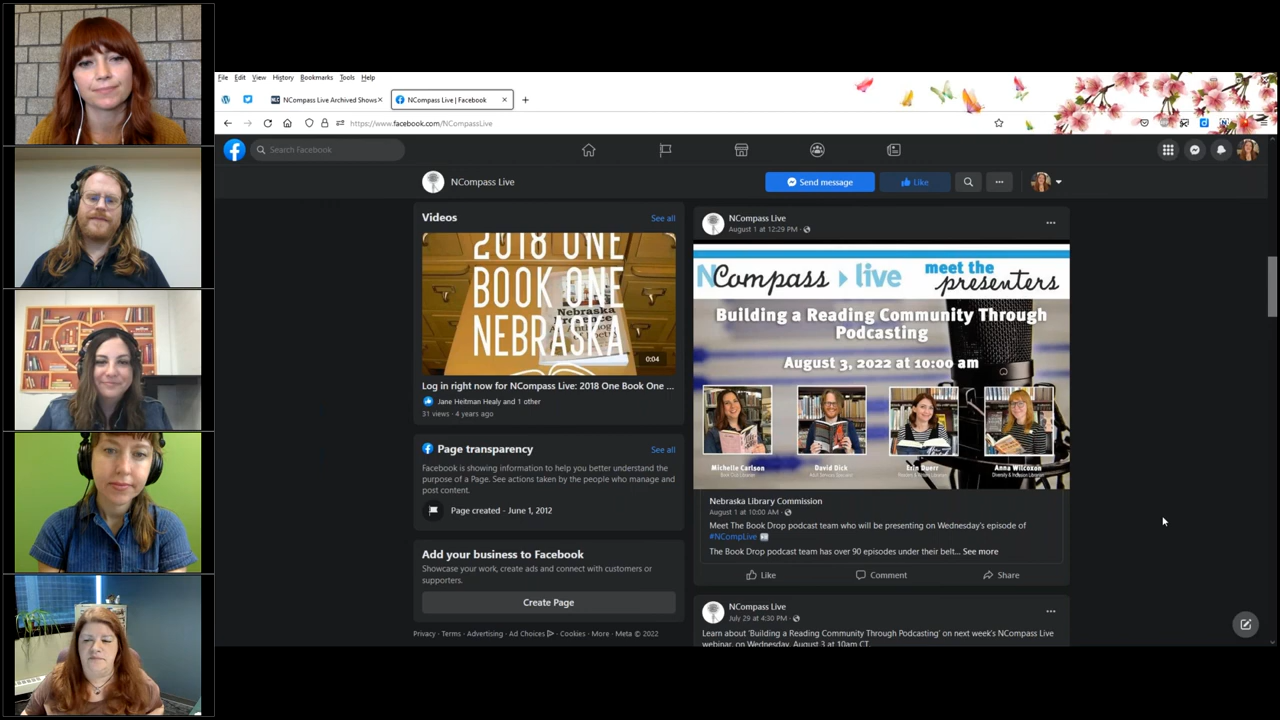 File Edit View History Bookmarks Tools Help
NCompass Live Archived Shows
NCompass Live | Facebook
https://www.facebook.com/NCompassLive
Search Facebook
NCompass Live
Send message
Like
Videos
See all
2018 ONE
BOOK ONE
NEBRASKA
0:04
Log in right now for NCompass Live: 2018 One Book One ...
Jane Heitman Healy and 1 other
31 views · 4 years ago
Page transparency
See all
Facebook is showing information to help you better understand the
purpose of a Page. See actions taken by the people who manage and
post content.
Page created - June 1, 2012
Add your business to Facebook
Showcase your work, create ads and connect with customers or
supporters.
Create Page
Privacy · Terms · Advertising · Ad Choices · Cookies · More · Meta © 2022
NCompass Live
August 1 at 12:29 PM ·
NCompass live
meet the
presenters
Building a Reading Community Through
Podcasting
August 3, 2022 at 10:00 am
Michelle Carlson
David Dick
Erin Duerr
Anna Wilcoxon
Nebraska Library Commission
August 1 at 10:00 AM ·
Meet The Book Drop podcast team who will be presenting on Wednesday's episode of
#NCompLive
The Book Drop podcast team has over 90 episodes under their belt... See more
Like
Comment
Share
NCompass Live
July 29 at 4:30 PM ·
Learn about 'Building a Reading Community Through Podcasting' on next week's NCompass Live
webinar, on Wednesday, August 3 at 10am CT.